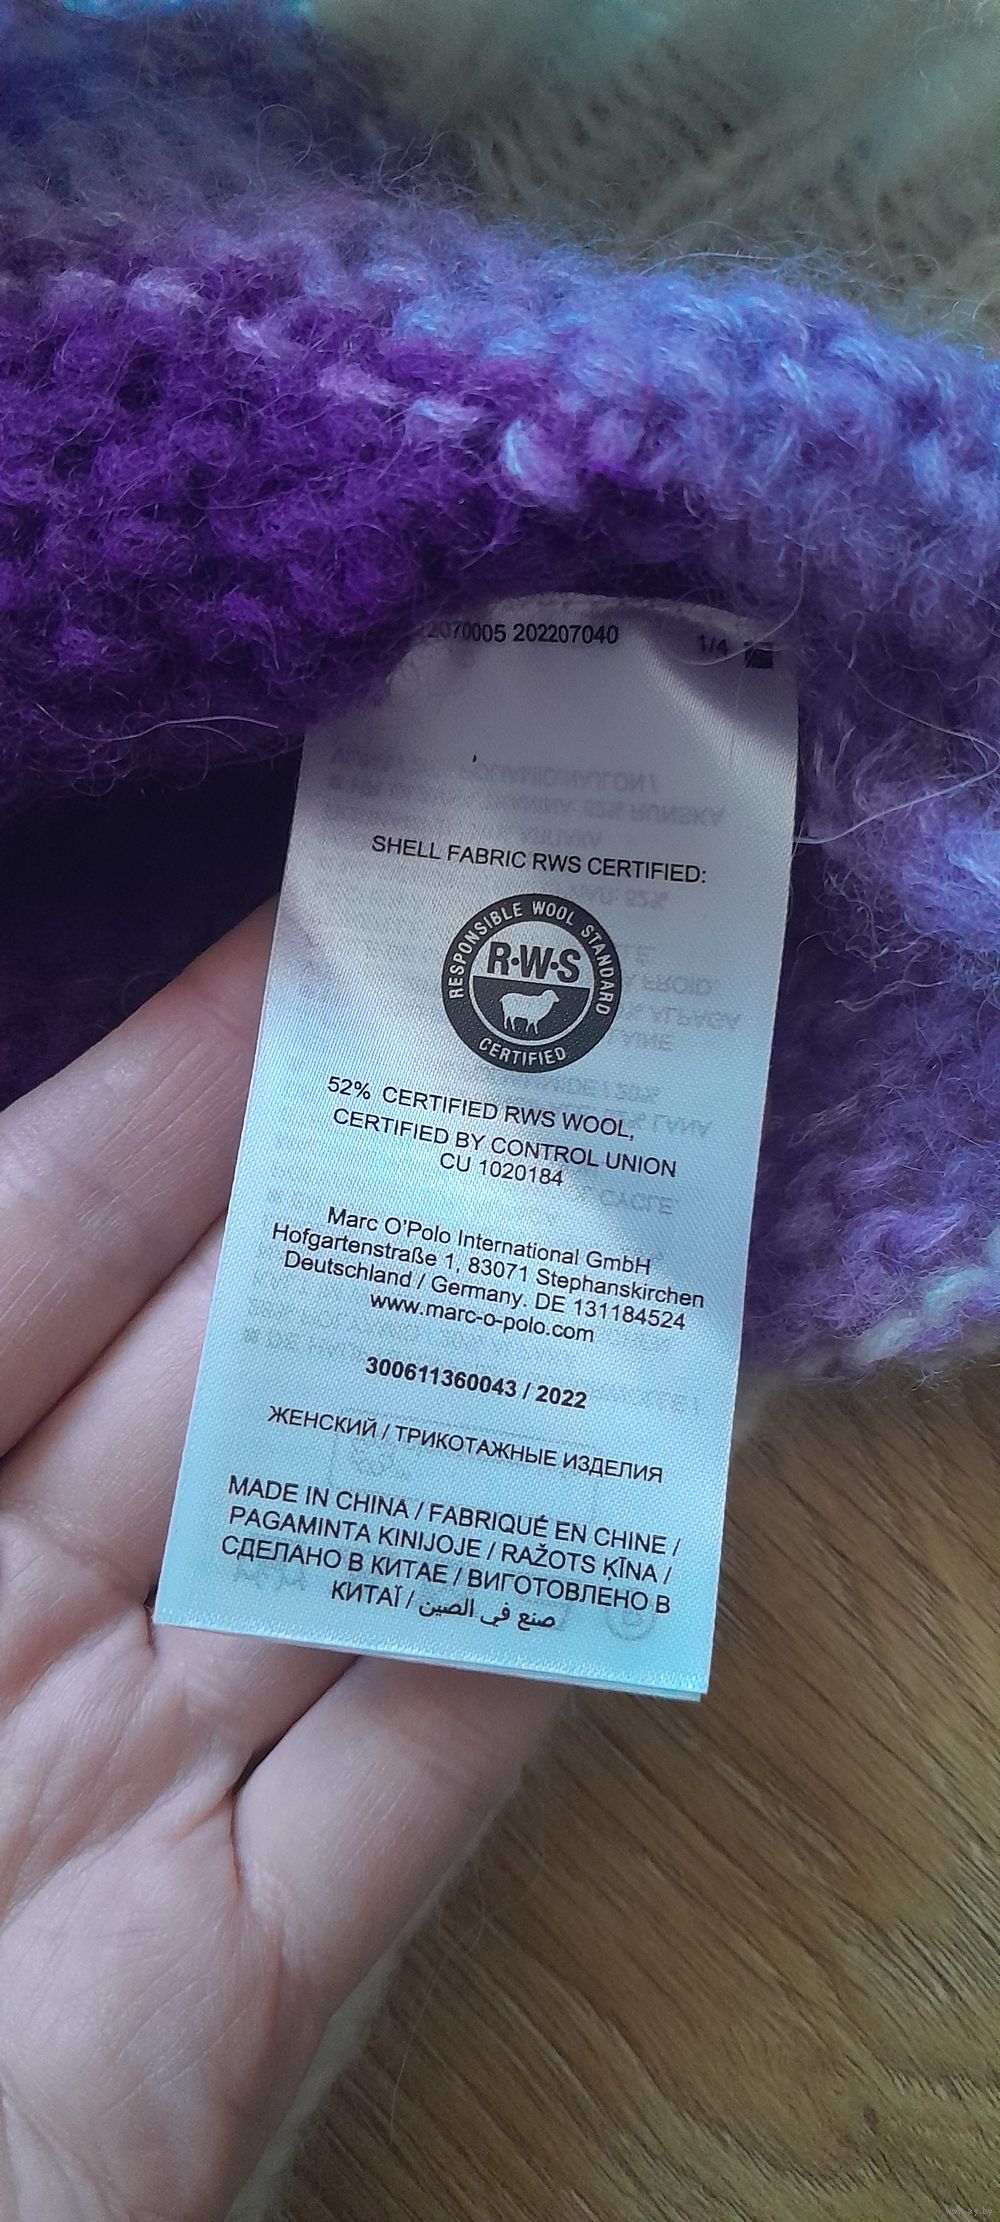 2070005 202207040 1/4
SHELL FABRIC RWS CERTIFIED:
RESPONSIBLE WOOL STANDARD
R·W·S
CERTIFIED
52% CERTIFIED RWS WOOL,
CERTIFIED BY CONTROL UNION
CU 1020184
Marc O'Polo International GmbH
Hofgartenstraße 1, 83071 Stephanskirchen
Deutschland / Germany. DE 131184524
www.marc-o-polo.com
300611360043 / 2022
ЖЕНСКИЙ / ТРИКОТАЖНЫЕ ИЗДЕЛИЯ
MADE IN CHINA / FABRIQUÉ EN CHINE /
PAGAMINTA KINIJOJE / RAŽOTS ĶĪNA /
СДЕЛАНО В КИТАЕ / ВИГОТОВЛЕНО В
КИТАЇ / صنع في الصين
www.ay.by